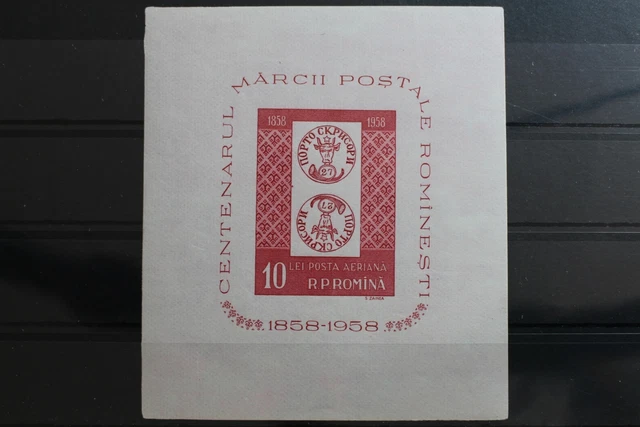 CENTENARUL MĂRCII POȘTALE ROMÎNEȘTI
1858 1958
ПОРТО СКРИСОРИ
27
ПОРТО СКРИСОРИ
27
10 LEI POSTA AERIANĂ
R.P.ROMÎNĂ
1858-1958